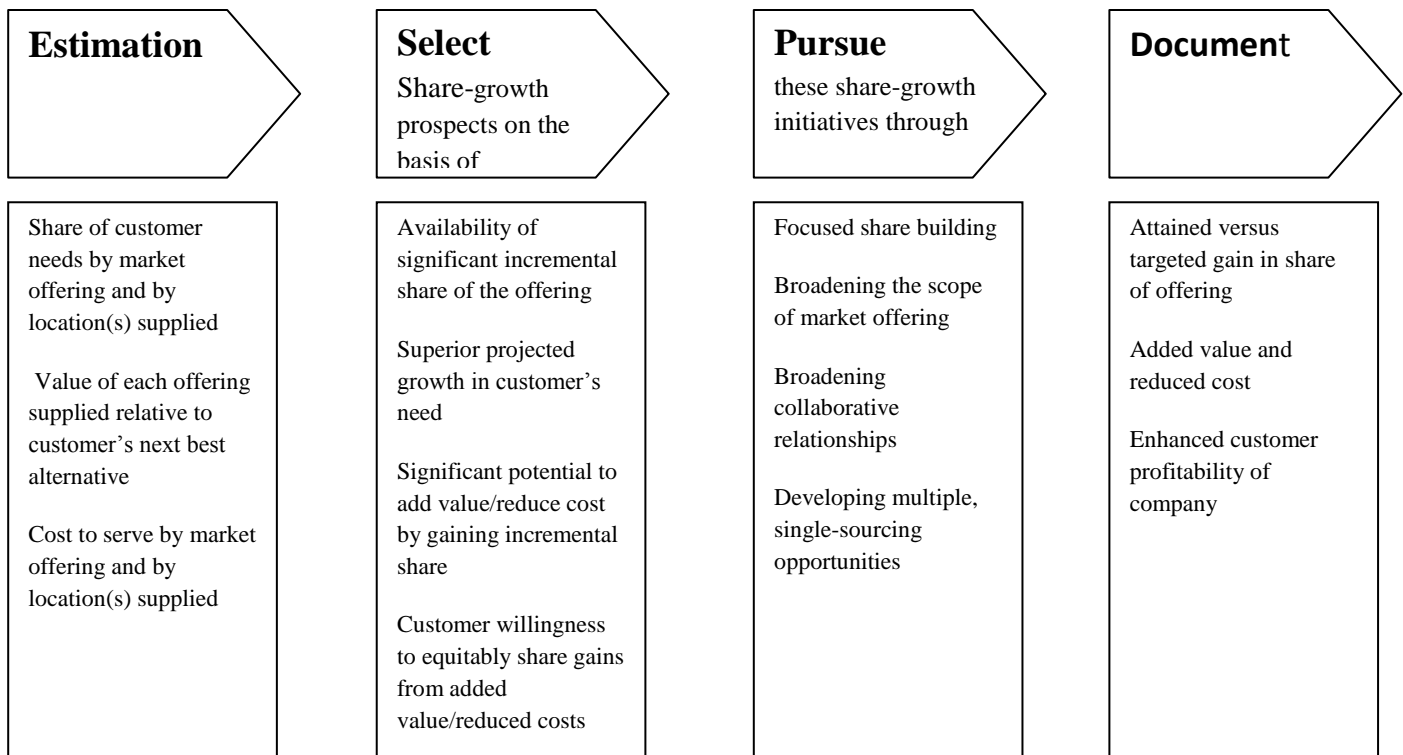 Estimation
Share of customer
needs by market
offering and by
location(s) supplied
Value of each offering
supplied relative to
customer’s next best
alternative
Cost to serve by market
offering and by
location(s) supplied
Select
Share-growth
prospects on the
basis of
Availability of
significant incremental
share of the offering
Superior projected
growth in customer’s
need
Significant potential to
add value/reduce cost
by gaining incremental
share
Customer willingness
to equitably share gains
from added
value/reduced costs
Pursue
these share-growth
initiatives through
Focused share building
Broadening the scope
of market offering
Broadening
collaborative
relationships
Developing multiple,
single-sourcing
opportunities
Document
Attained versus
targeted gain in share
of offering
Added value and
reduced cost
Enhanced customer
profitability of
company